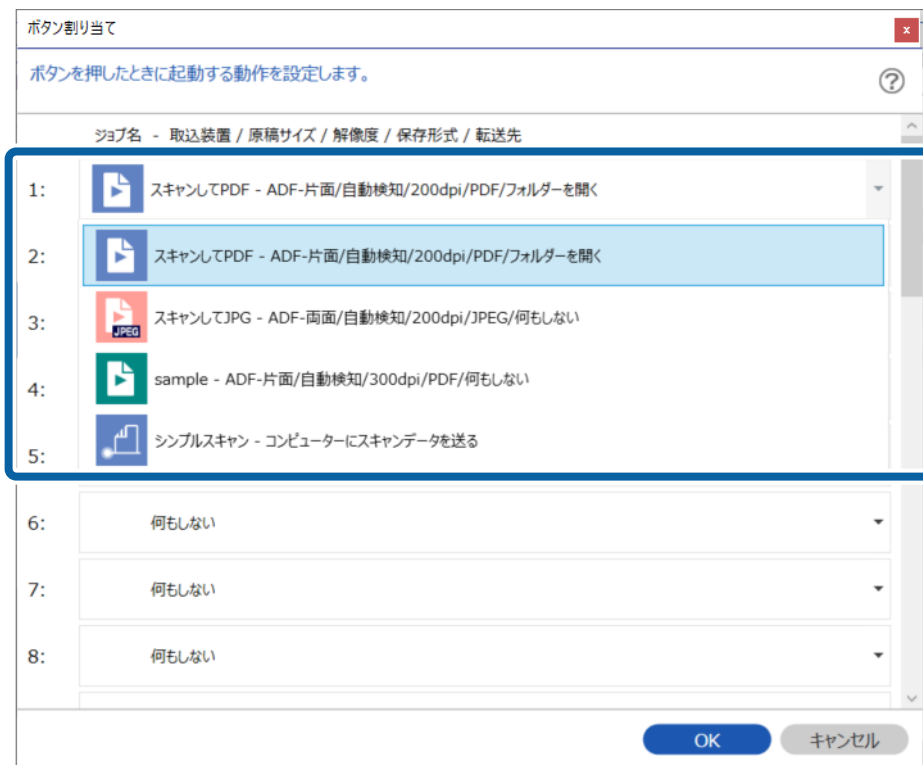 ボタン割り当て
x
ボタンを押したときに起動する動作を設定します。
?
ジョブ名 - 取込装置 / 原稿サイズ / 解像度 / 保存形式 / 転送先
1: スキャンしてPDF - ADF-片面/自動検知/200dpi/PDF/フォルダーを開く
2: スキャンしてPDF - ADF-片面/自動検知/200dpi/PDF/フォルダーを開く
3: JPEG スキャンしてJPG - ADF-両面/自動検知/200dpi/JPEG/何もしない
4: sample - ADF-片面/自動検知/300dpi/PDF/何もしない
5: シンプルスキャン - コンピューターにスキャンデータを送る
6: 何もしない
7: 何もしない
8: 何もしない
OK キャンセル